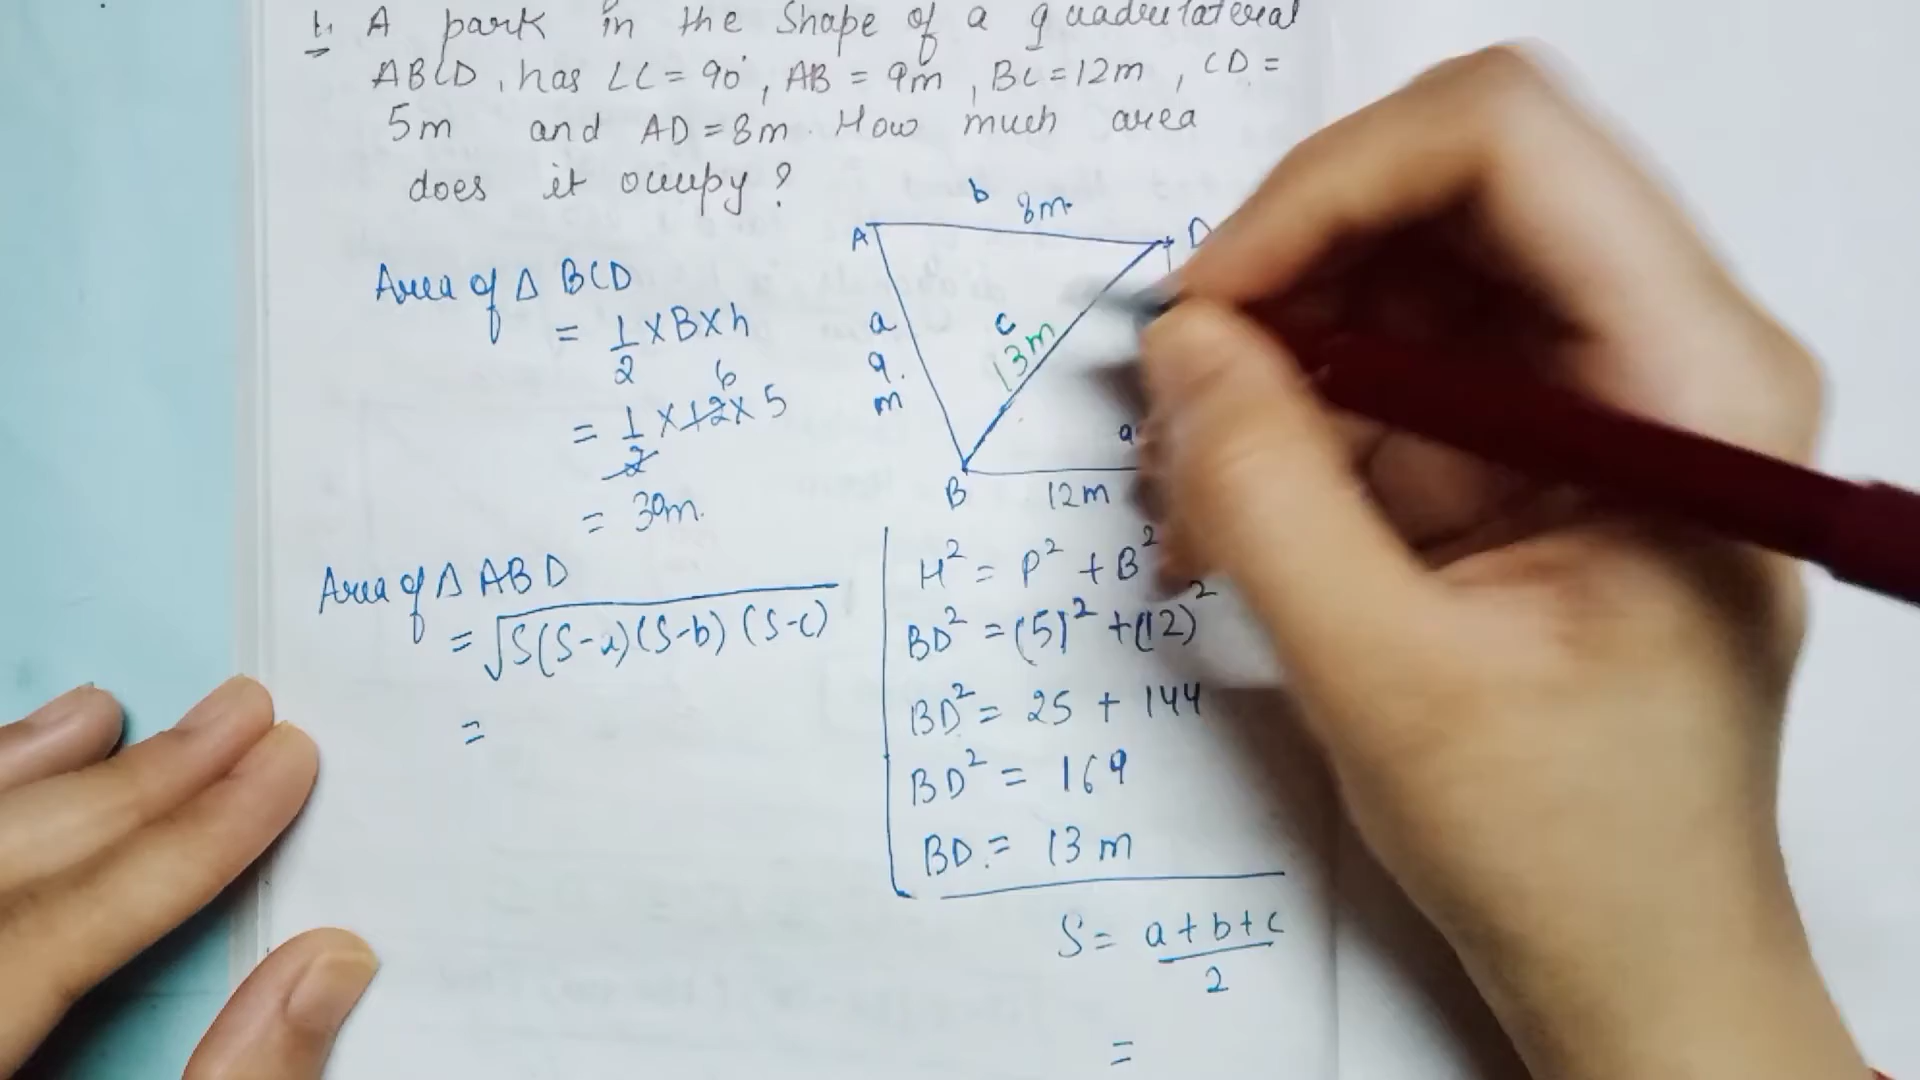 1. A park in the shape of a quadrilateral
ABCD, has ∠C = 90°, AB = 9m, BC = 12m, CD =
5m and AD = 8m. How much area
does it occupy?
b 8m.
A D
Area of Δ BCD
= 1/2 × B × h
a
9.
m
c
13m
6
= 1/2 × 12 × 5
a
= 30m.
B 12m
Area of Δ ABD
= √S(S-a)(S-b)(S-c)
=
H² = P² + B²
BD² = (5)² + (12)²
BD² = 25 + 144
BD² = 169
BD = 13 m
S = a+b+c
2
=